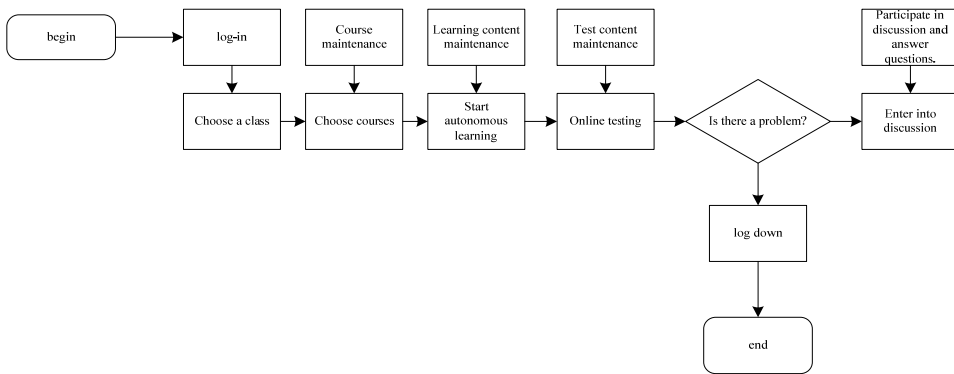 begin
log-in
Course
maintenance
Learning content
maintenance
Test content
maintenance
Participate in
discussion and
answer
questions.
Choose a class
Choose courses
Start
autonomous
learning
Online testing
Is there a problem?
Enter into
discussion
log down
end